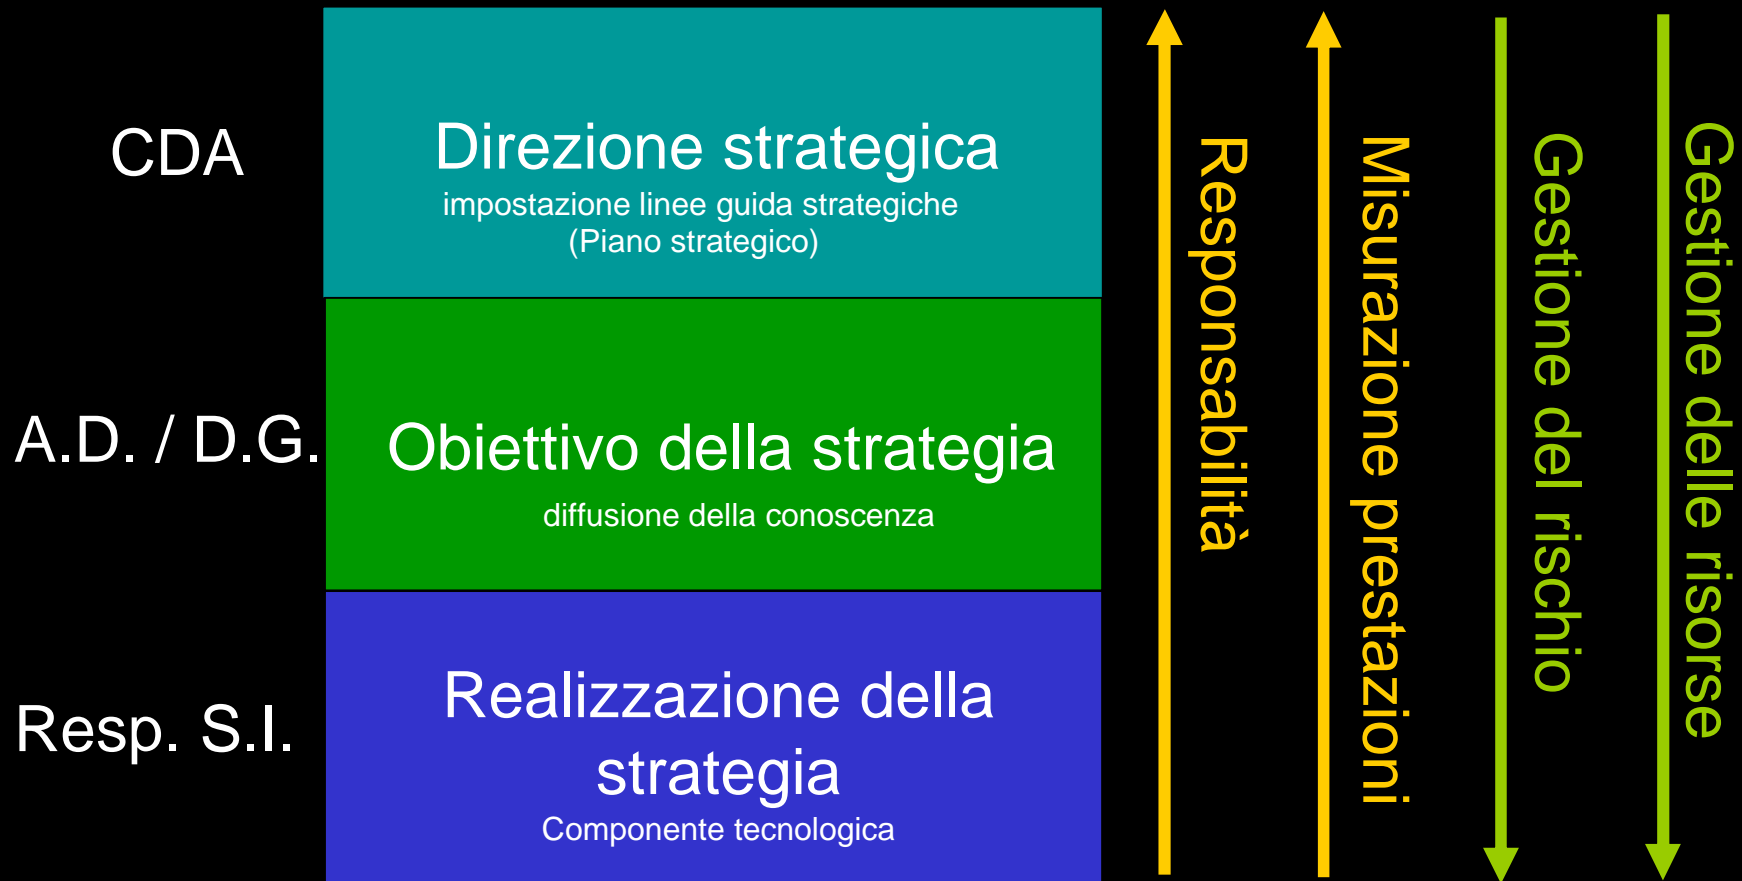 CDA
Direzione strategica
impostazione linee guida strategiche
(Piano strategico)
A.D. / D.G.
Obiettivo della strategia
diffusione della conoscenza
Resp. S.I.
Realizzazione della
strategia
Componente tecnologica
Responsabilità
Misurazione prestazioni
Gestione del rischio
Gestione delle risorse